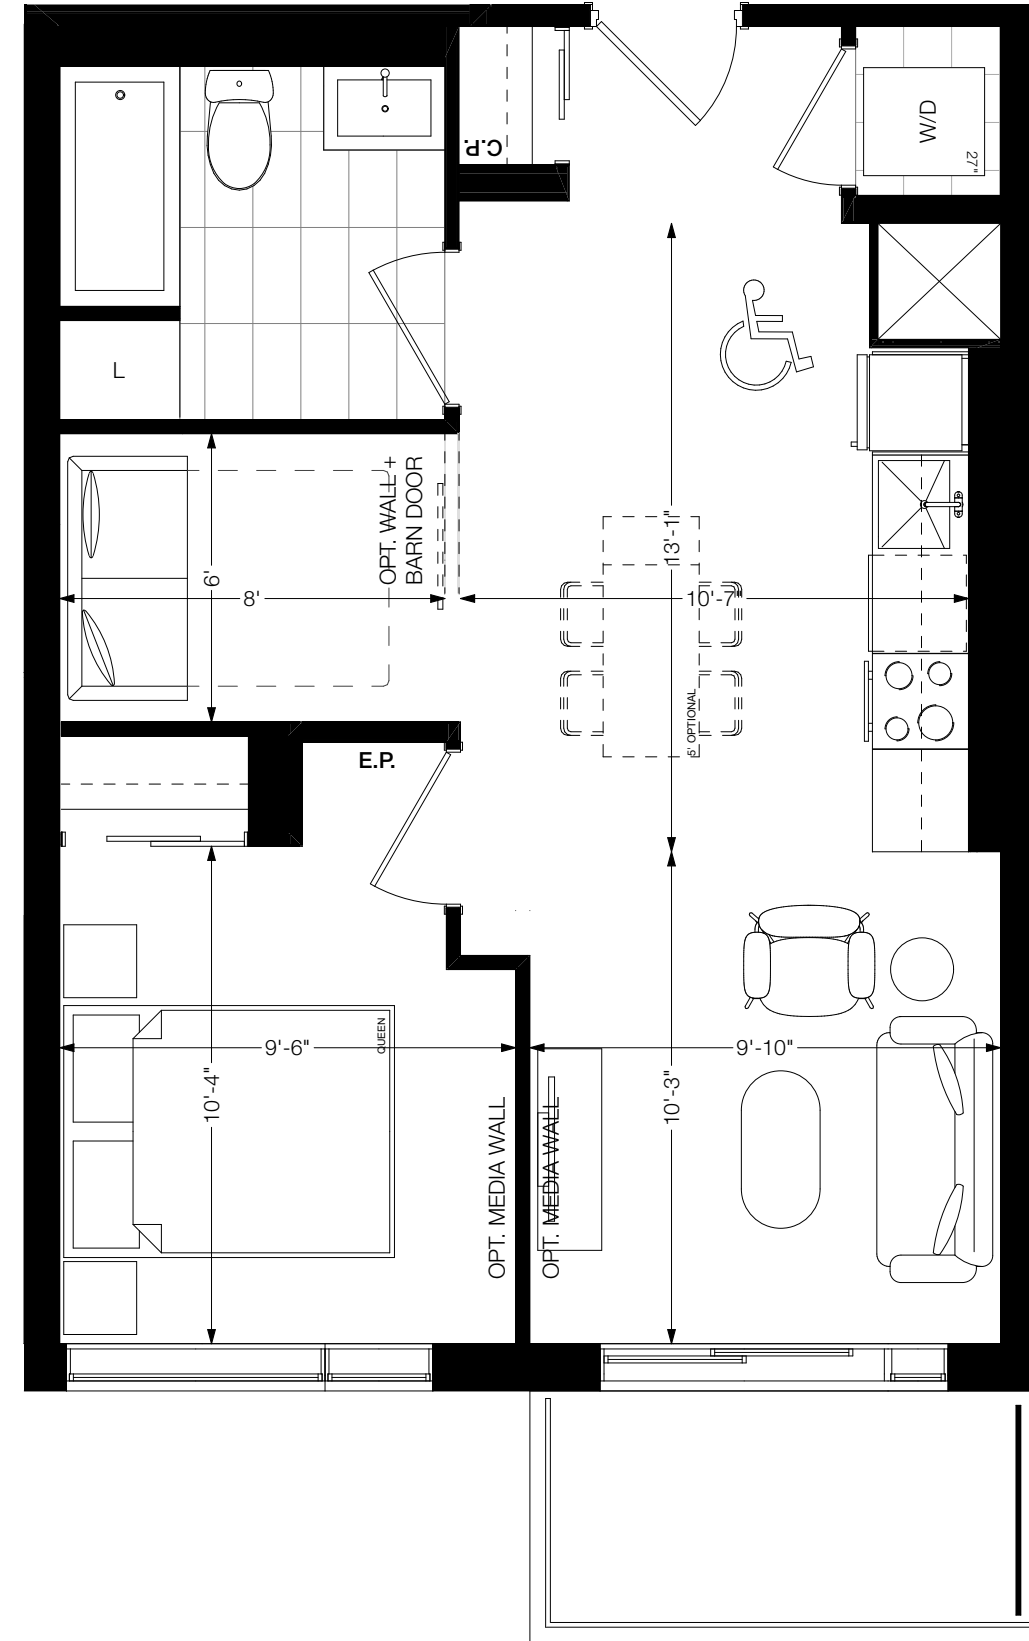 W/D
27"
C.P.
L
OPT. WALL +
BARN DOOR
13'-1"
6'
8'
10'-7"
5' OPTIONAL
E.P.
QUEEN
9'-6"
9'-10"
10'-4"
10'-3"
OPT. MEDIA WALL
OPT. MEDIA WALL